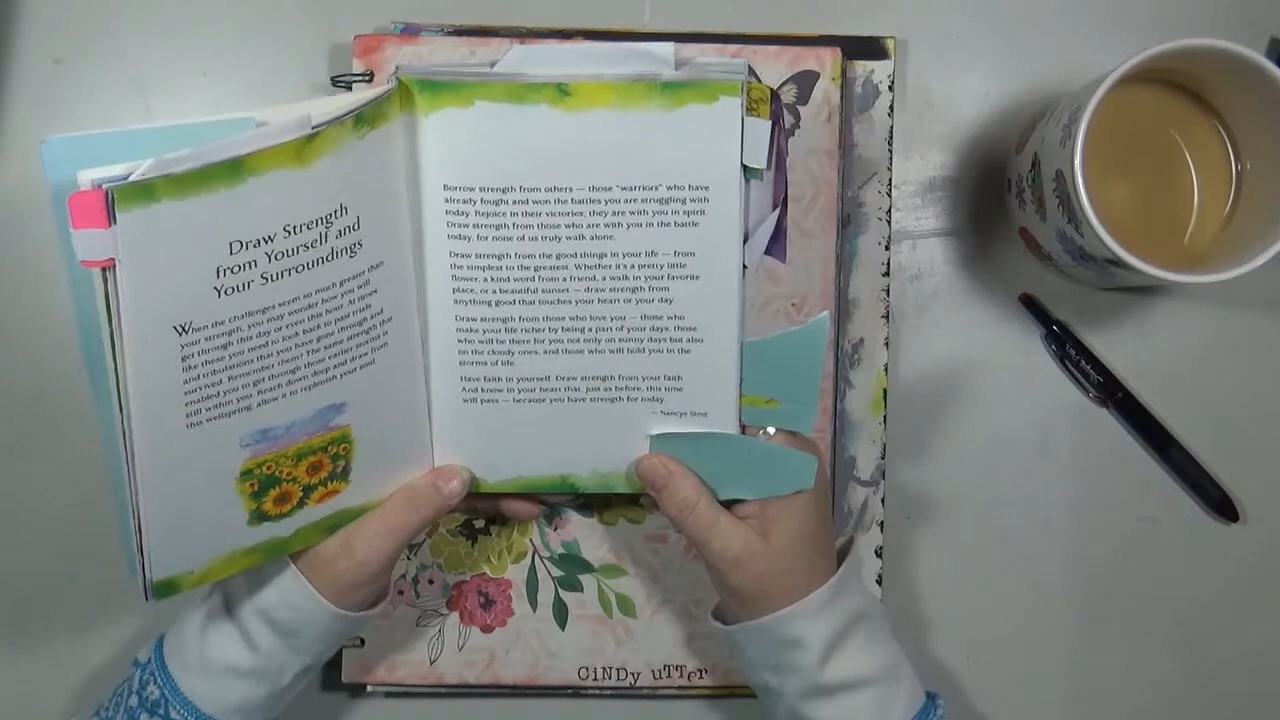 Draw Strength
from Yourself and
Your Surroundings
When the challenges seem so much greater than
your strength, you may wonder how you will
get through this day or even this hour. At times
like these you need to look back to past trials
and tribulations that you have gone through and
survived. Remember them? The same strength that
enabled you to get through those earlier storms is
still within you. Reach down deep and draw from
this wellspring; allow it to replenish your soul.
Borrow strength from others — those "warriors" who have
already fought and won the battles you are struggling with
today. Rejoice in their victories; they are with you in spirit.
Draw strength from those who are with you in the battle
today, for none of us truly walk alone.
Draw strength from the good things in your life — from
the simplest to the greatest. Whether it's a pretty little
flower, a kind word from a friend, a walk in your favorite
place, or a beautiful sunset — draw strength from
anything good that touches your heart or your day.
Draw strength from those who love you — those who
make your life richer by being a part of your days, those
who will be there for you not only on sunny days but also
on the cloudy ones, and those who will hold you in the
storms of life.
Have faith in yourself. Draw strength from your faith.
And know in your heart that, just as before, this time
will pass — because you have strength for today.
— Nancye Sims
CiNDy uTTer